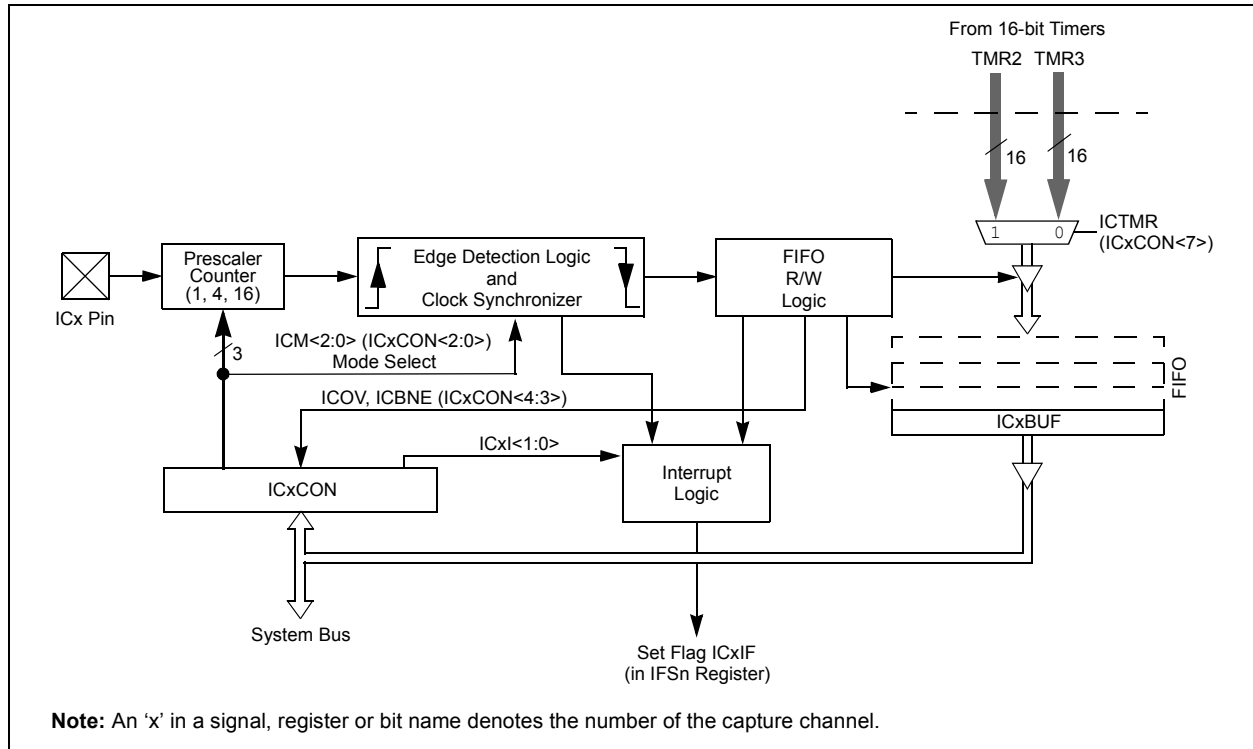 From 16-bit Timers
TMR2 TMR3
16 16
1 0
ICTMR
(ICxCON<7>)
Prescaler
Counter
(1, 4, 16)
Edge Detection Logic
and
Clock Synchronizer
FIFO
R/W
Logic
ICx Pin
3
ICM<2:0> (ICxCON<2:0>)
Mode Select
FIFO
ICOV, ICBNE (ICxCON<4:3>)
ICxBUF
ICxI<1:0>
Interrupt
Logic
ICxCON
System Bus
Set Flag ICxIF
(in IFSn Register)
Note: An ‘x’ in a signal, register or bit name denotes the number of the capture channel.